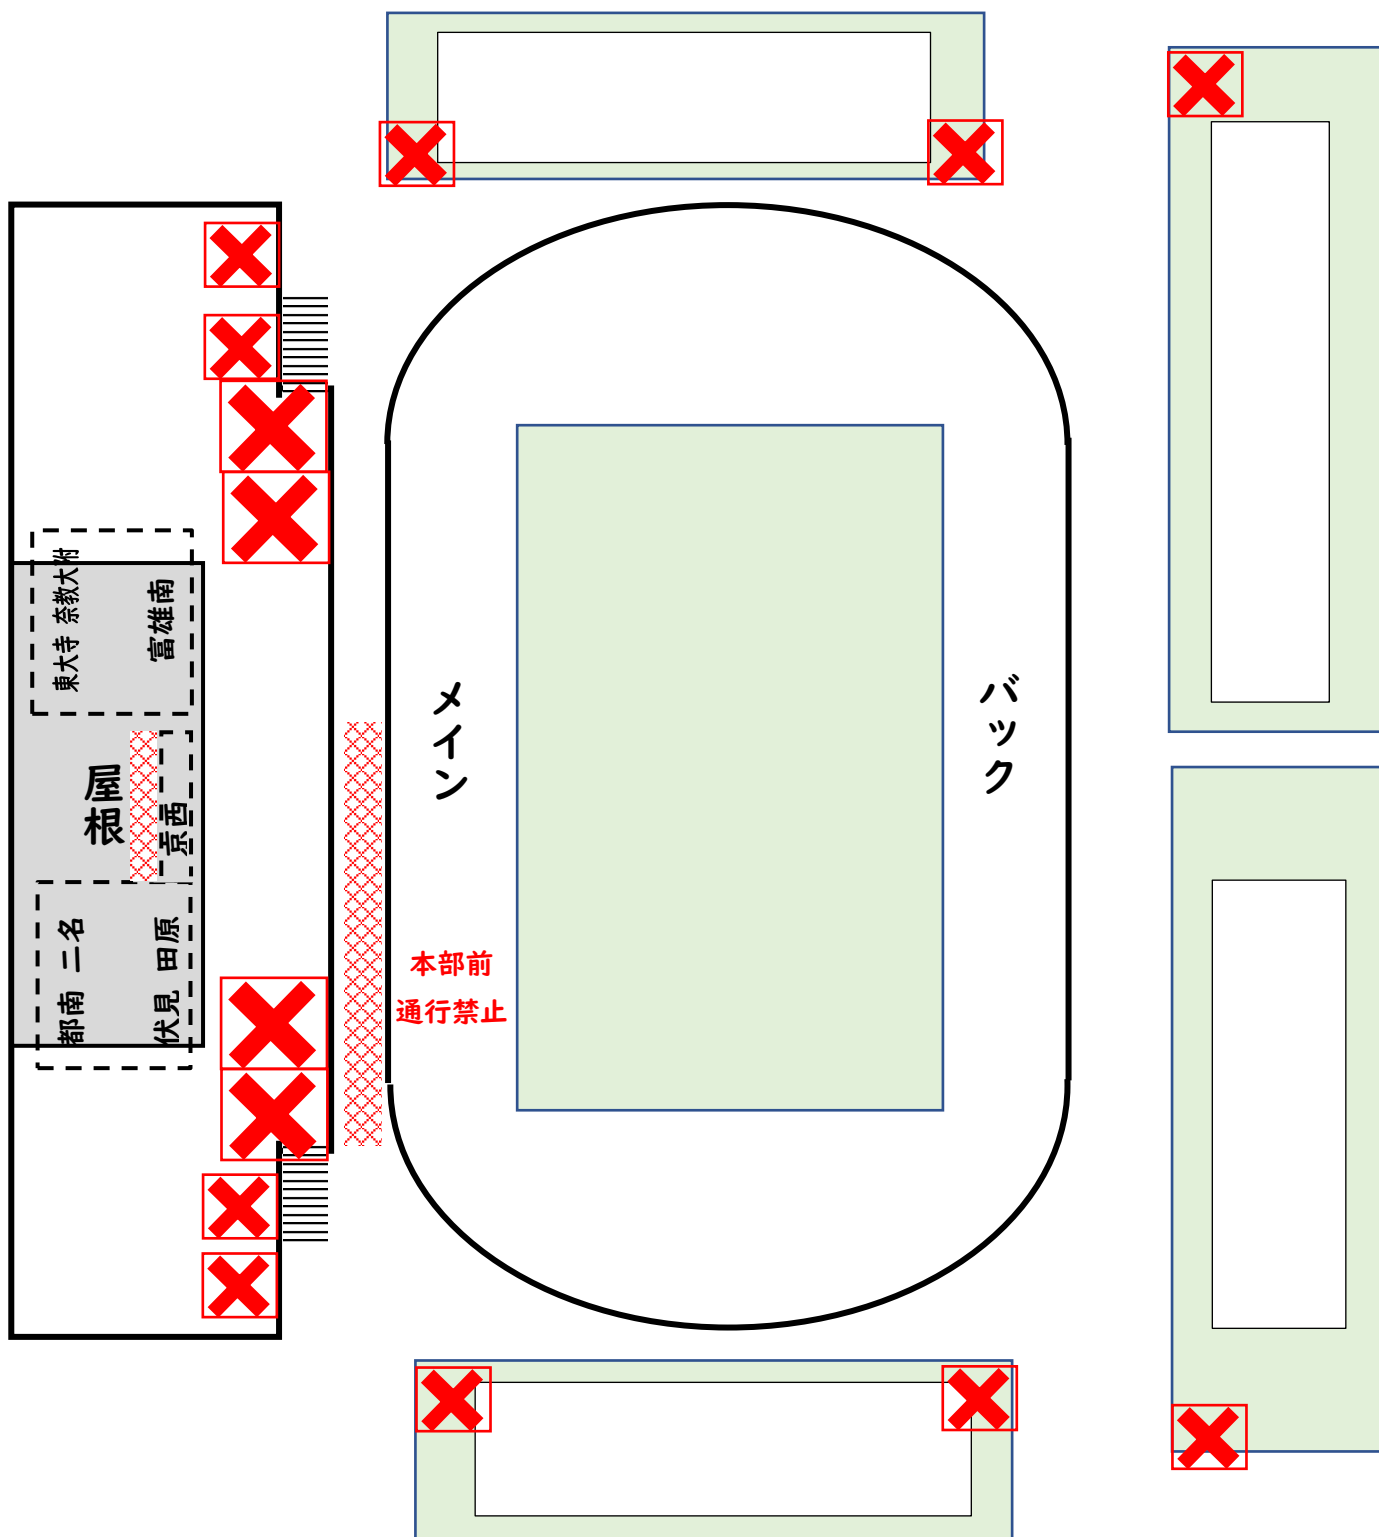 東大寺 奈教大附
富雄南
屋根
京西
都南 二名
伏見 田原
メイン
バック
本部前
通行禁止